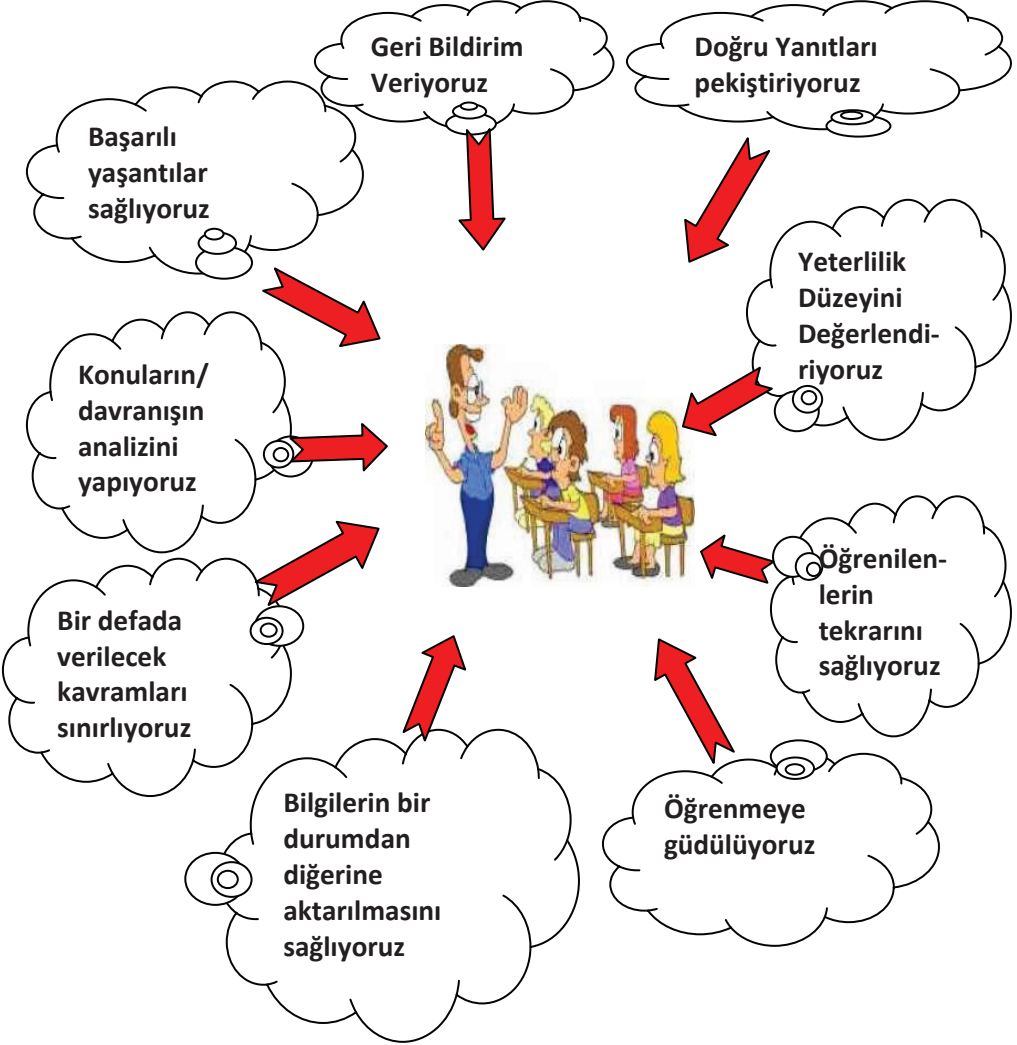 Geri Bildirim
Veriyoruz
Doğru Yanıtları
pekiştiriyoruz
Başarılı
yaşantılar
sağlıyoruz
Yeterlilik
Düzeyini
Değerlendi-
riyoruz
Konuların/
davranışın
analizini
yapıyoruz
Öğrenilen-
lerin
tekrarını
sağlıyoruz
Bir defada
verilecek
kavramları
sınırlıyoruz
Bilgilerin bir
durumdan
diğerine
aktarılmasını
sağlıyoruz
Öğrenmeye
güdülüyoruz